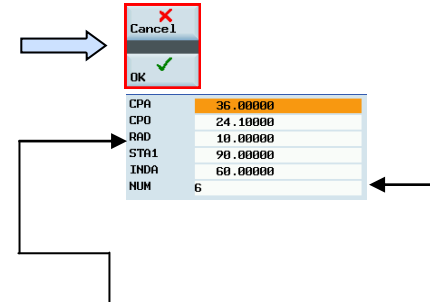 Cancel
OK
CPA 36.00000
CPO 24.10000
RAD 10.00000
STA1 90.00000
INDA 60.00000
NUM 6